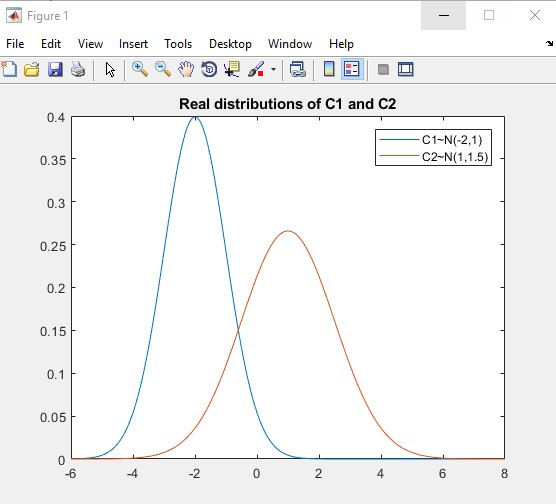 Figure 1
File Edit View Insert Tools Desktop Window Help
Real distributions of C1 and C2
0.4
0.35
0.3
0.25
0.2
0.15
0.1
0.05
0
C1~N(-2,1)
C2~N(1,1.5)
-6 -4 -2 0 2 4 6 8